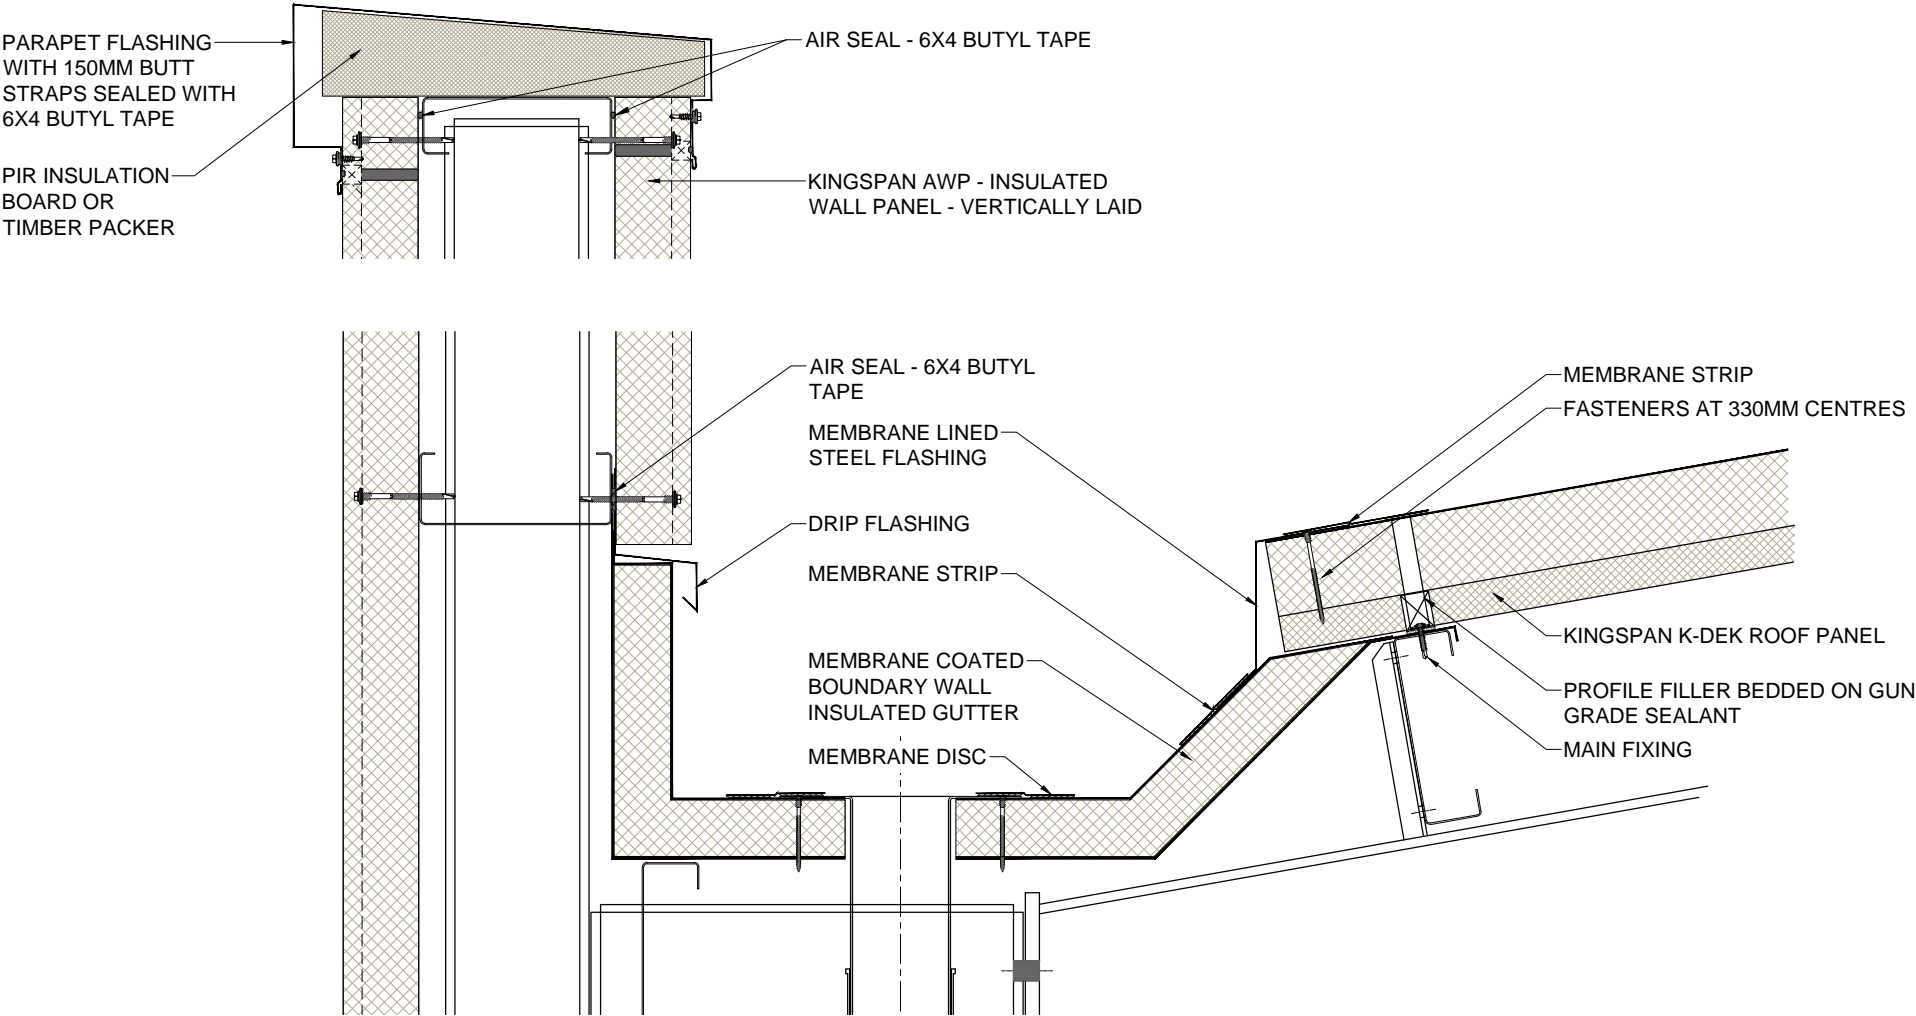 PARAPET FLASHING
WITH 150MM BUTT
STRAPS SEALED WITH
6X4 BUTYL TAPE
PIR INSULATION
BOARD OR
TIMBER PACKER
AIR SEAL - 6X4 BUTYL TAPE
KINGSPAN AWP - INSULATED
WALL PANEL - VERTICALLY LAID
AIR SEAL - 6X4 BUTYL
TAPE
MEMBRANE LINED
STEEL FLASHING
DRIP FLASHING
MEMBRANE STRIP
MEMBRANE COATED
BOUNDARY WALL
INSULATED GUTTER
MEMBRANE DISC
MEMBRANE STRIP
FASTENERS AT 330MM CENTRES
KINGSPAN K-DEK ROOF PANEL
PROFILE FILLER BEDDED ON GUN
GRADE SEALANT
MAIN FIXING